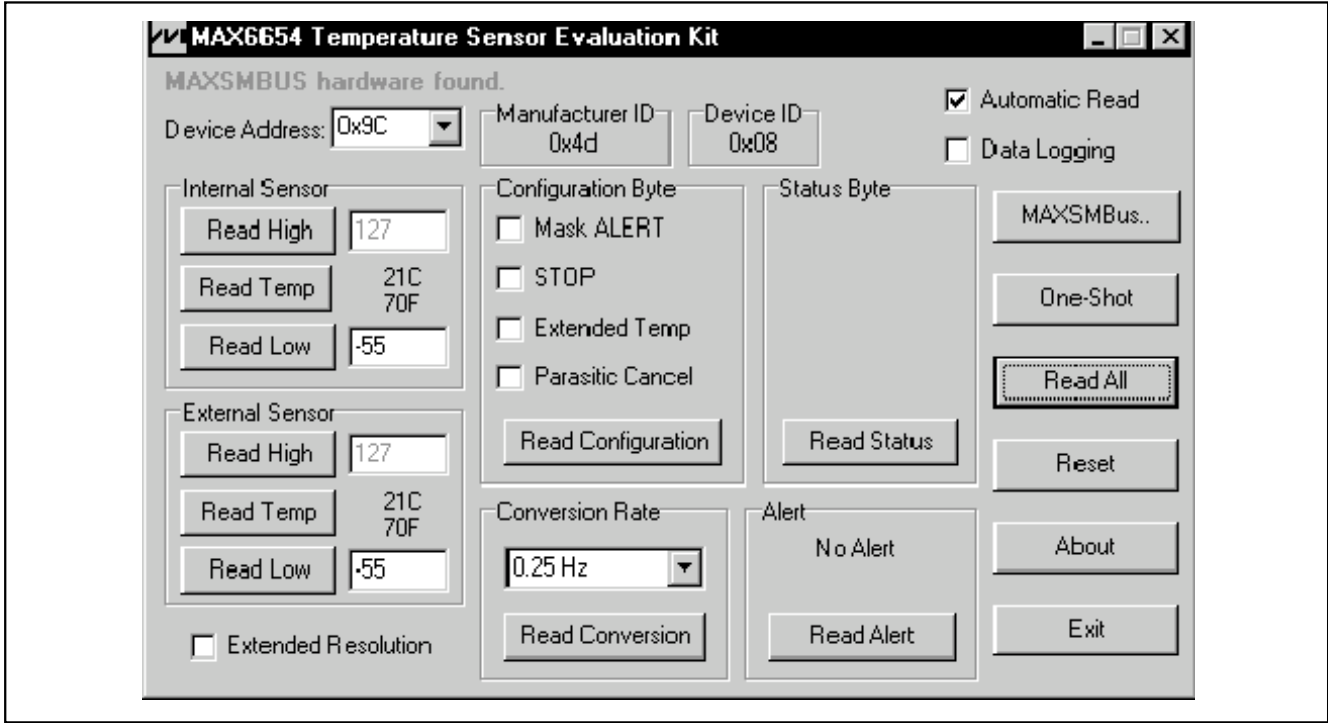 MAX6654 Temperature Sensor Evaluation Kit
MAXSMBUS hardware found.
Device Address: 0x9C
Manufacturer ID
0x4d
Device ID
0x08
Automatic Read
Data Logging
Internal Sensor
Read High 127
Read Temp 21C
70F
Read Low -55
External Sensor
Read High 127
Read Temp 21C
70F
Read Low -55
Extended Resolution
Configuration Byte
Mask ALERT
STOP
Extended Temp
Parasitic Cancel
Read Configuration
Conversion Rate
0.25 Hz
Read Conversion
Status Byte
Read Status
Alert
No Alert
Read Alert
MAXSMBus..
One-Shot
Read All
Reset
About
Exit